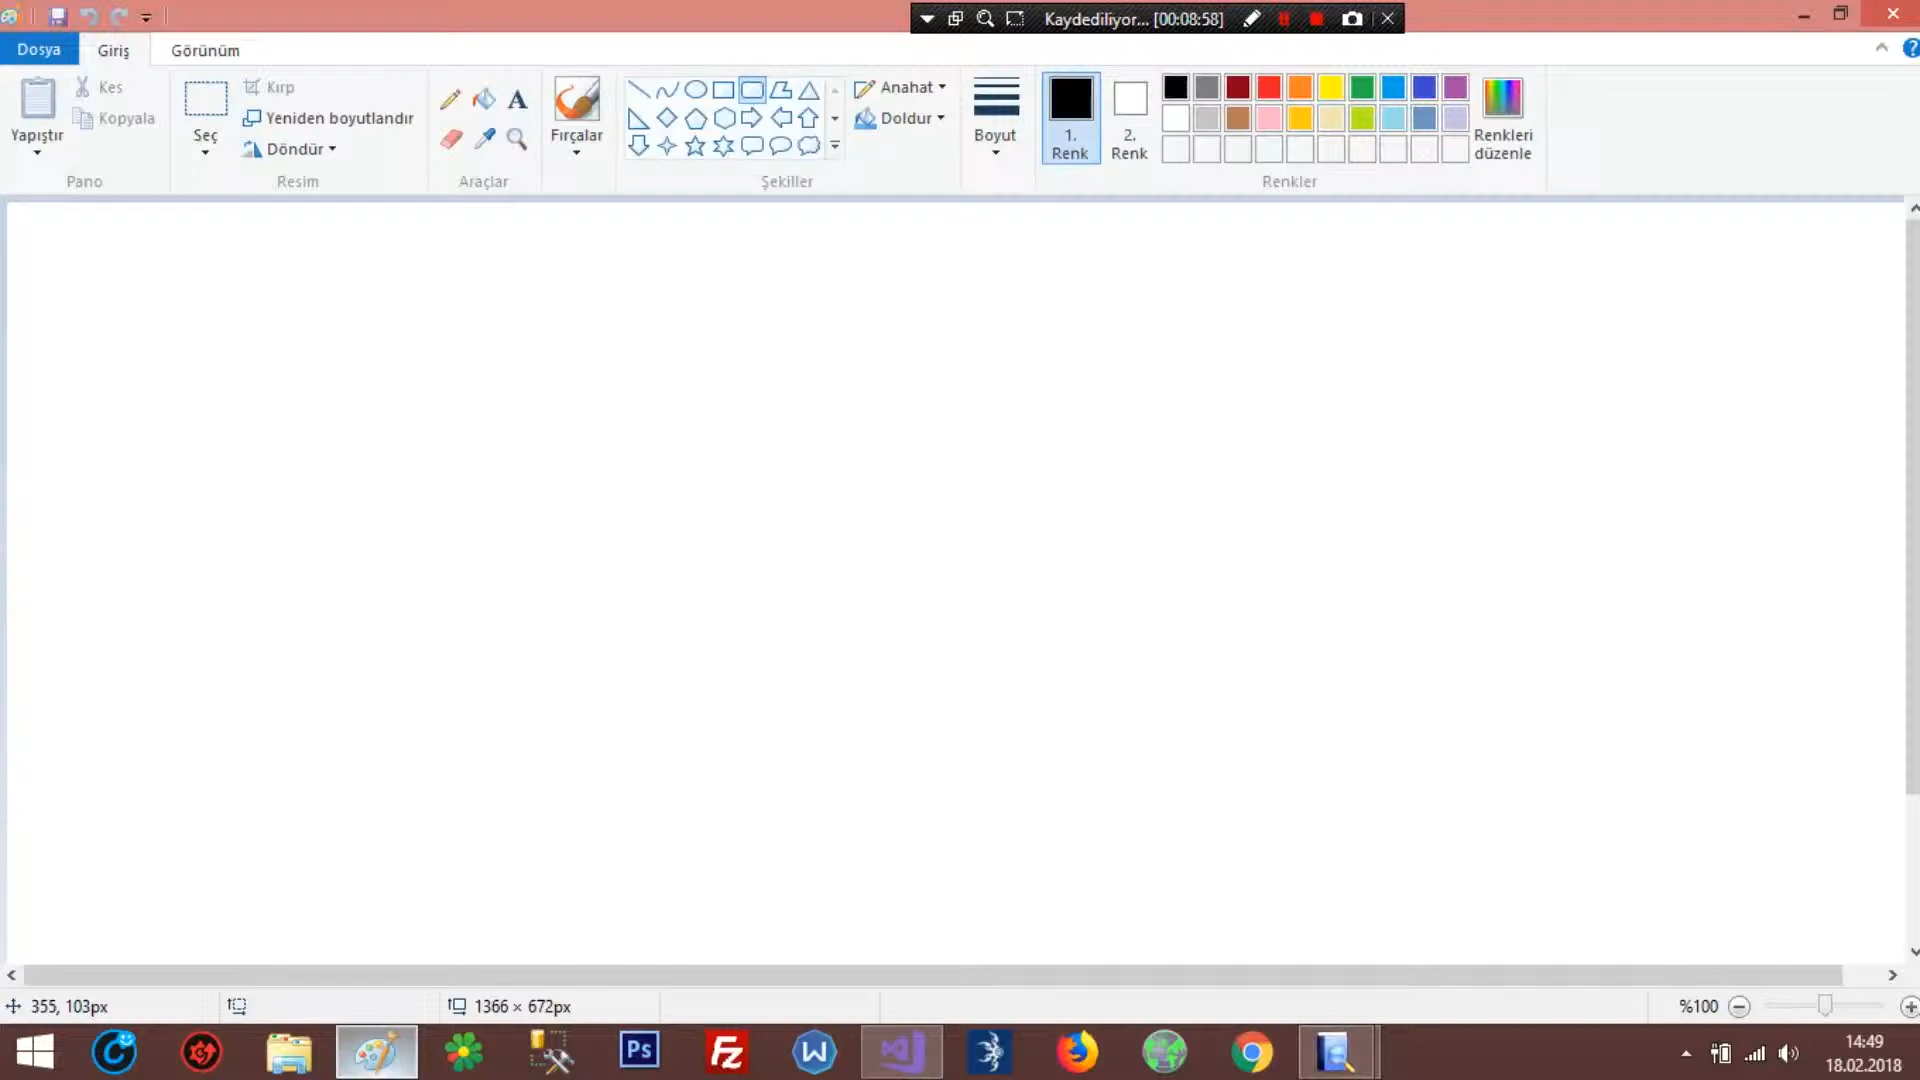 Kaydediliyor... [00:08:58]
Dosya
Giriş
Görünüm
Yapıştır
Kes
Kopyala
Pano
Seç
Kırp
Yeniden boyutlandır
Döndür
Resim
A
Araçlar
Fırçalar
Şekiller
Anahat
Doldur
Boyut
1.
Renk
2.
Renk
Renkleri
düzenle
Renkler
355, 103px
1366 × 672px
%100
Ps
Fz
W
14:49
18.02.2018